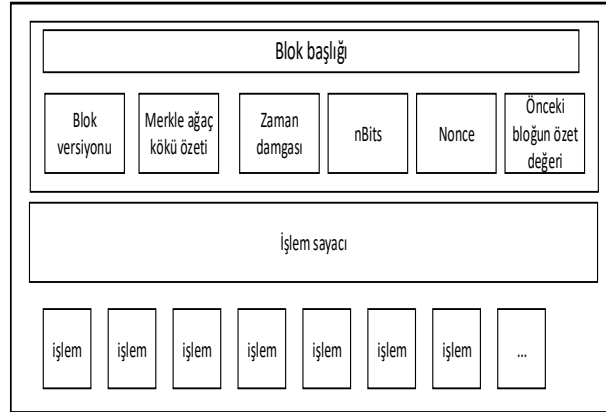 Blok başlığı
Blok
versiyonu
Merkle ağaç
kökü özeti
Zaman
damgası
nBits
Nonce
Önceki
bloğun özet
değeri
İşlem sayacı
işlem
işlem
işlem
işlem
işlem
işlem
işlem
...